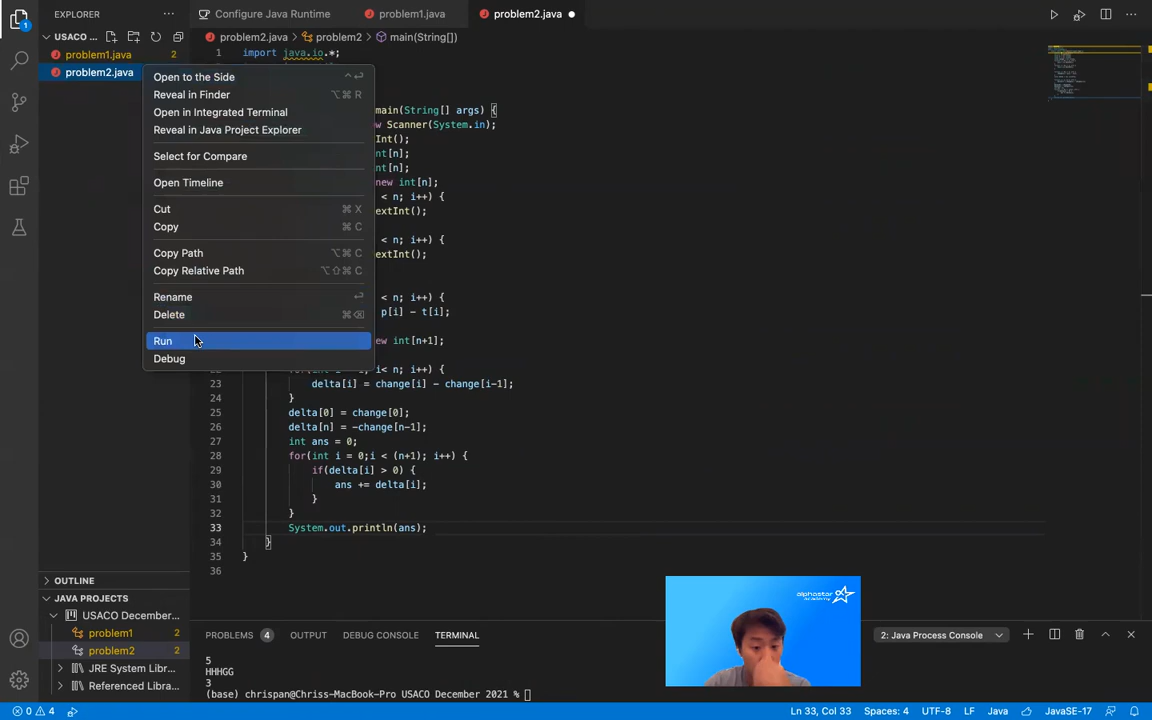 EXPLORER
Configure Java Runtime
problem1.java
problem2.java
USACO ...
problem2.java > problem2 > main(String[])
problem1.java 2
1 import java.io.*;
problem2.java
Open to the Side
Reveal in Finder ⌥⌘ R
main(String[] args) {
Open in Integrated Terminal
w Scanner(System.in);
Reveal in Java Project Explorer
Int();
nt[n];
Select for Compare
nt[n];
Open Timeline
new int[n];
< n; i++) {
Cut ⌘ X
extInt();
Copy ⌘ C
< n; i++) {
Copy Path ⌥⌘ C
extInt();
Copy Relative Path ⌥⇧⌘ C
Rename
< n; i++) {
Delete ⌘⌫
p[i] - t[i];
Run
ew int[n+1];
Debug
i< n; i++) {
23 delta[i] = change[i] - change[i-1];
24 }
25 delta[0] = change[0];
26 delta[n] = -change[n-1];
27 int ans = 0;
28 for(int i = 0;i < (n+1); i++) {
29 if(delta[i] > 0) {
30 ans += delta[i];
31 }
32 }
33 System.out.println(ans);
34 }
35 }
36
OUTLINE
JAVA PROJECTS
USACO December...
problem1 2
problem2 2
JRE System Libr...
Referenced Libra...
alphastar
academy
PROBLEMS 4 OUTPUT DEBUG CONSOLE TERMINAL
2: Java Process Console
5
HHHGG
3
(base) chrispan@Chriss-MacBook-Pro USACO December 2021 %
0 4
Ln 33, Col 33 Spaces: 4 UTF-8 LF Java JavaSE-17